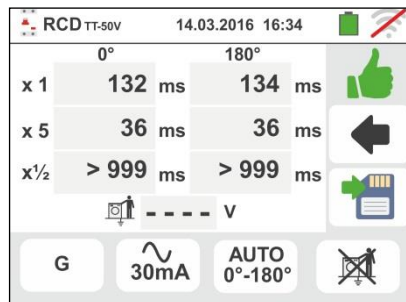 RCD TT-50V 14.03.2016 16:34
0° 180°
x 1 132 ms 134 ms
x 5 36 ms 36 ms
x½ > 999 ms > 999 ms
- - - - V
G 30mA AUTO 0°-180°